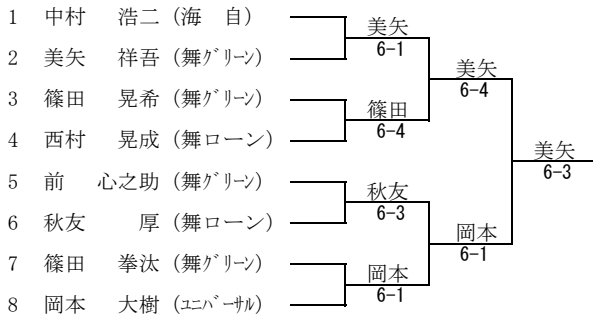 1 中村 浩二 (海 自)
2 美矢 祥吾 (舞グリーン)
3 篠田 晃希 (舞グリーン)
4 西村 晃成 (舞ローン)
5 前 心之助 (舞グリーン)
6 秋友 厚 (舞ローン)
7 篠田 拳汰 (舞グリーン)
8 岡本 大樹 (ユニバーサル)
美矢
6-1
篠田
6-4
秋友
6-3
岡本
6-1
美矢
6-4
岡本
6-1
美矢
6-3